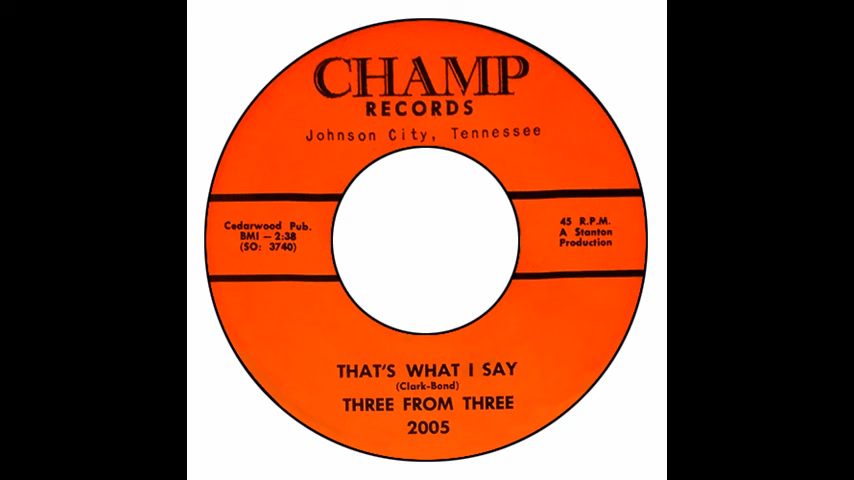 CHAMP
RECORDS
Johnson City, Tennessee
Cedarwood Pub.
BMI — 2:38
(SO: 3740)
45 R.P.M.
A Stanton
Production
THAT'S WHAT I SAY
(Clark-Bond)
THREE FROM THREE
2005